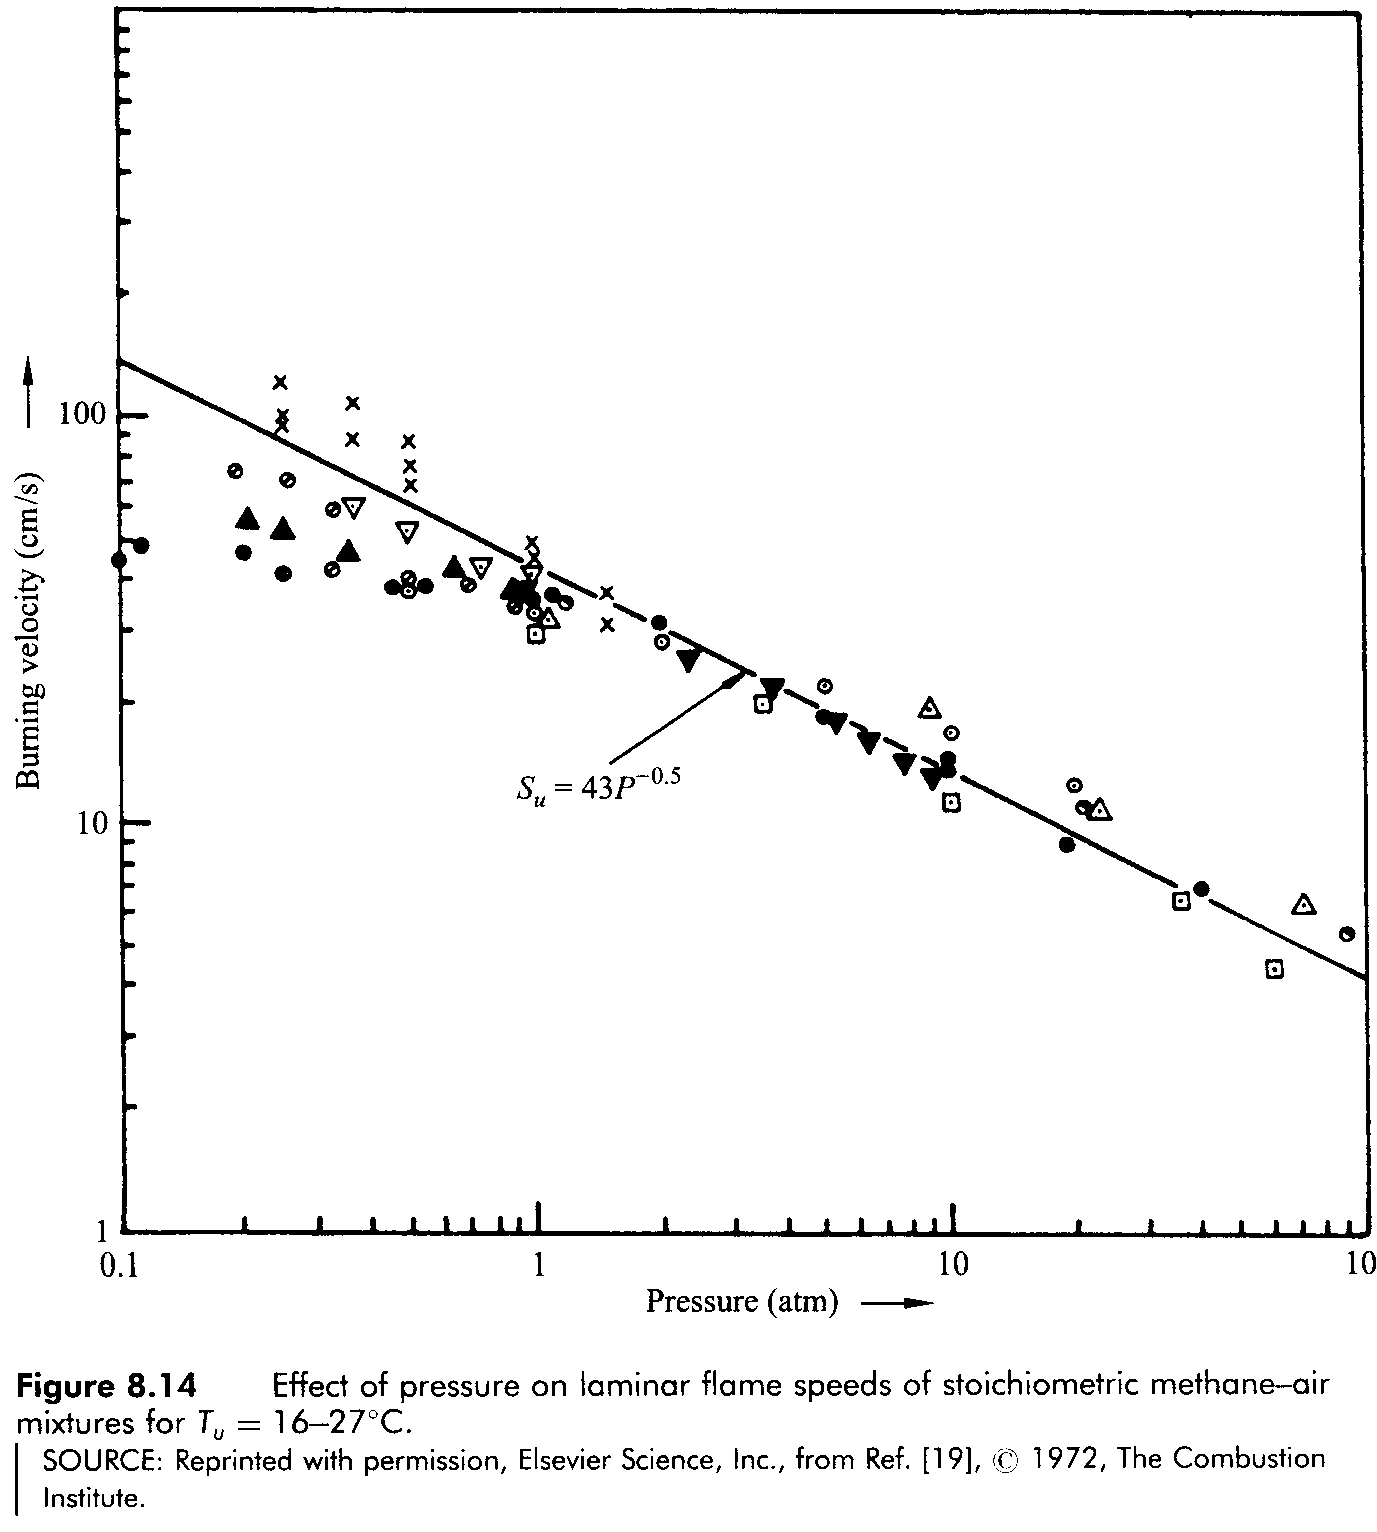 100
10
1
Burning velocity (cm/s)
S_u = 43P^{-0.5}
0.1
1
10
10
Pressure (atm)
Figure 8.14 Effect of pressure on laminar flame speeds of stoichiometric methane–air
mixtures for T_u = 16–27°C.
SOURCE: Reprinted with permission, Elsevier Science, Inc., from Ref. [19], © 1972, The Combustion
Institute.